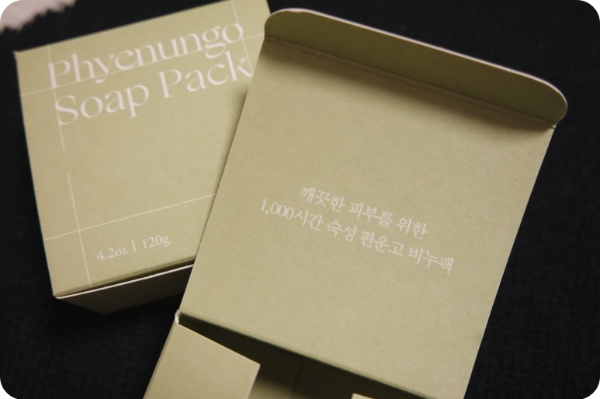 Phyenungo
Soap Pack
4.2oz | 120g
깨끗한 피부를 위한
1,000시간 숙성 편운고 비누팩